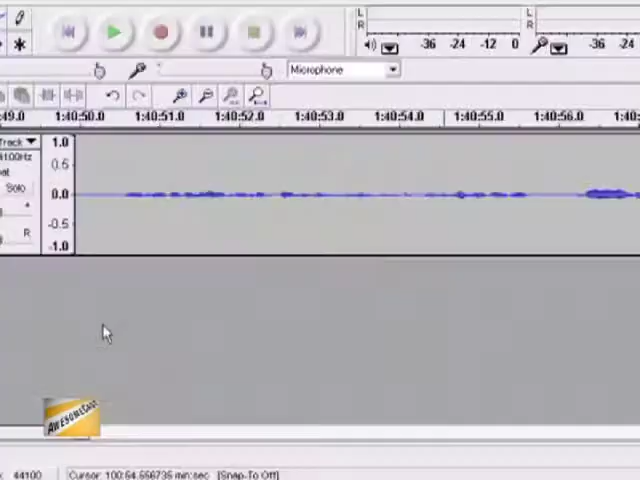 L
R
-36 -24 -12 0
L
R
-36 -24
Microphone
49.0 1:40:50.0 1:40:51.0 1:40:52.0 1:40:53.0 1:40:54.0 1:40:55.0 1:40:56.0 1:40:
Track
1.0
4100Hz
0.5
Solo
0.0
R
-0.5
-1.0
44100 Cursor: 100:54.556735 min:sec [Snap-To Off]